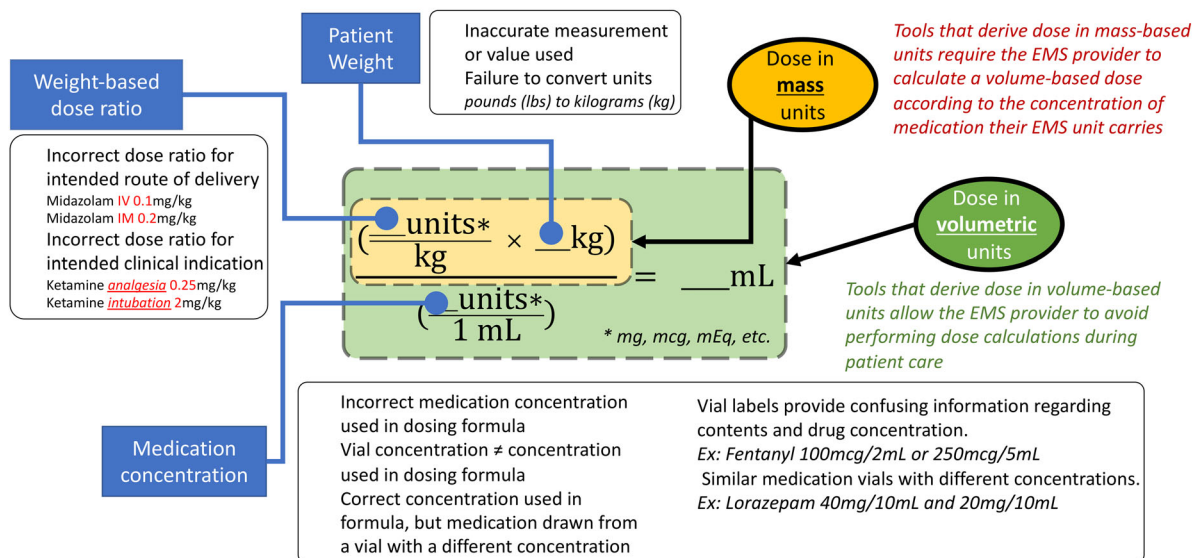 Patient
Weight
Inaccurate measurement
or value used
Failure to convert units
pounds (lbs) to kilograms (kg)
Weight-based
dose ratio
Incorrect dose ratio for
intended route of delivery
Midazolam IV 0.1mg/kg
Midazolam IM 0.2mg/kg
Incorrect dose ratio for
intended clinical indication
Ketamine analgesia 0.25mg/kg
Ketamine intubation 2mg/kg
Dose in
mass
units
Tools that derive dose in mass-based
units require the EMS provider to
calculate a volume-based dose
according to the concentration of
medication their EMS unit carries
(__units*
kg
× __kg)
(__units*
1 mL)
= ___mL
* mg, mcg, mEq, etc.
Dose in
volumetric
units
Tools that derive dose in volume-based
units allow the EMS provider to avoid
performing dose calculations during
patient care
Medication
concentration
Incorrect medication concentration
used in dosing formula
Vial concentration ≠ concentration
used in dosing formula
Correct concentration used in
formula, but medication drawn from
a vial with a different concentration
Vial labels provide confusing information regarding
contents and drug concentration.
Ex: Fentanyl 100mcg/2mL or 250mcg/5mL
Similar medication vials with different concentrations.
Ex: Lorazepam 40mg/10mL and 20mg/10mL